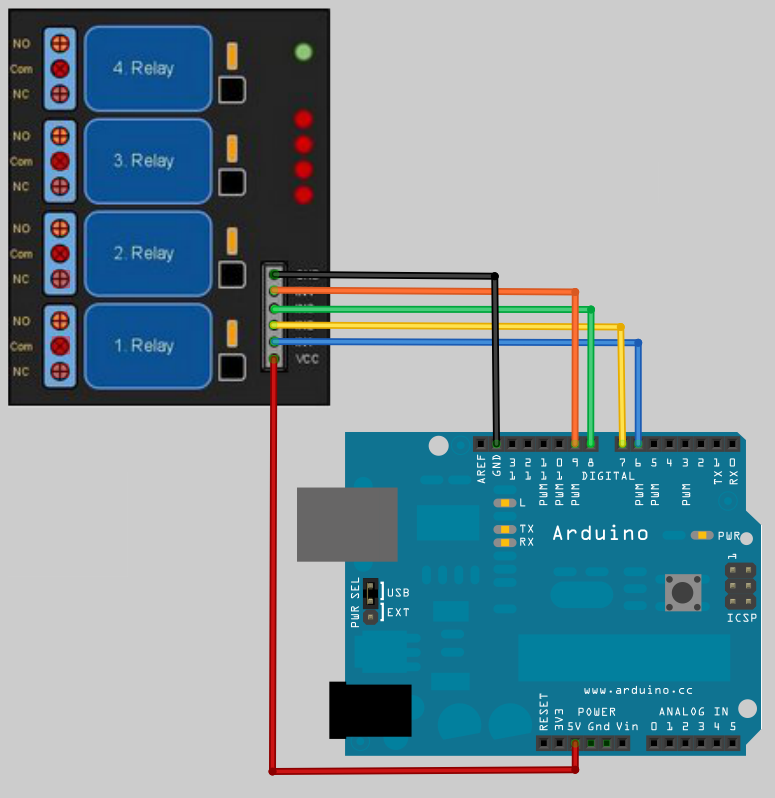 NO
Com
NC
4. Relay
NO
Com
NC
3. Relay
NO
Com
NC
2. Relay
NO
Com
NC
1. Relay
VCC
AREF
GND
13
12
11
10
9
8
7
6
5
4
3
2
1
0
PWM
PWM
PWM
PWM
PWM
PWM
TX
RX
DIGITAL
L
TX
RX
Arduino
PWR
1
ICSP
PWR SEL
USB
EXT
www.arduino.cc
RESET
3V3
5V Gnd Vin
POWER
ANALOG IN
0 1 2 3 4 5